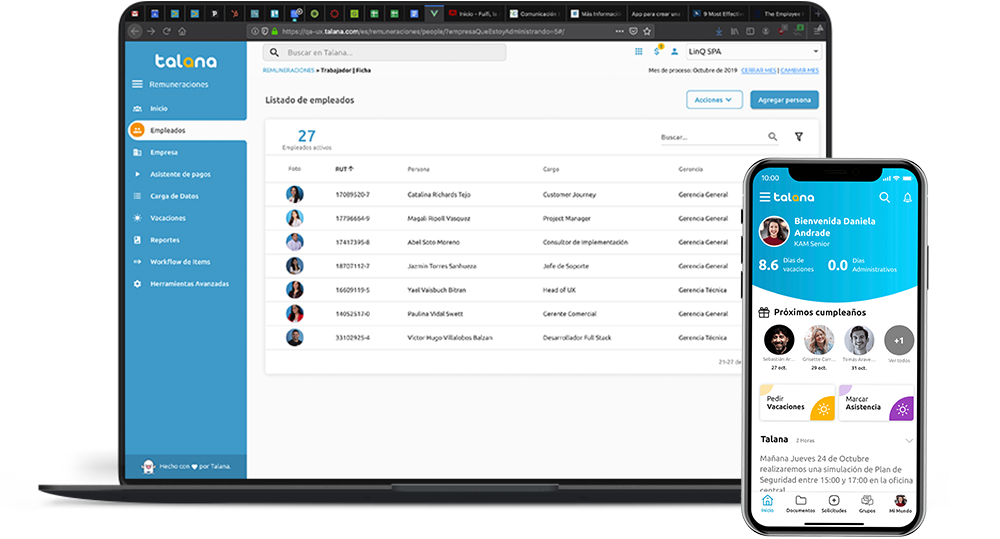 Inicio - Fulfi, lu
Comunicación
Más Información
App para crear una
9 Most Effective
The Employee
https://qa-ux.talana.com/es/remuneraciones/people/?empresaQueEstoyAdministrando=5#/
talana
Buscar en Talana...
LinQ SPA
Remuneraciones
REMUNERACIONES » Trabajador | Ficha
Mes de proceso: Octubre de 2019 CERRAR MES | CAMBIAR MES
Inicio
Empleados
Empresa
Asistente de pagos
Carga de Datos
Vacaciones
Reportes
Workflow de Items
Herramientas Avanzadas
Hecho con por Talana.
Listado de empleados
Acciones
Agregar persona
27
Empleados activos
Buscar...
Foto RUT Persona Cargo Gerencia
17089520-7 Catalina Richards Tejo Customer Journey Gerencia General
17796664-9 Magali Ripoll Vasquez Project Manager Gerencia General
17417395-8 Abel Soto Moreno Consultor de Implementación Gerencia General
18707112-7 Jazmin Torres Sanhueza Jefe de Soporte Gerencia General
16609119-5 Yael Vaisbuch Bitran Head of UX Gerencia Técnica
14052517-0 Paulina Vidal Swett Gerente Comercial Gerencia General
33102925-4 Victor Hugo Villalobos Balzan Desarrollador Full Stack Gerencia Técnica
21-27 de
10:00
talana
Bienvenida Daniela
Andrade
KAM Senior
8.6 Días de
vacaciones
0.0 Días
Administrativos
Próximos cumpleaños
+1
Sebastián Ar... Grisette Carr... Tomás Arave... Ver todos
27 oct. 29 oct. 31 oct.
Pedir
Vacaciones
Marcar
Asistencia
Talana 2 Horas
Mañana Jueves 24 de Octubre
realizaremos una simulación de Plan de
Seguridad entre 15:00 y 17:00 en la oficina
central
Inicio Documentos Solicitudes Grupos Mi Mundo